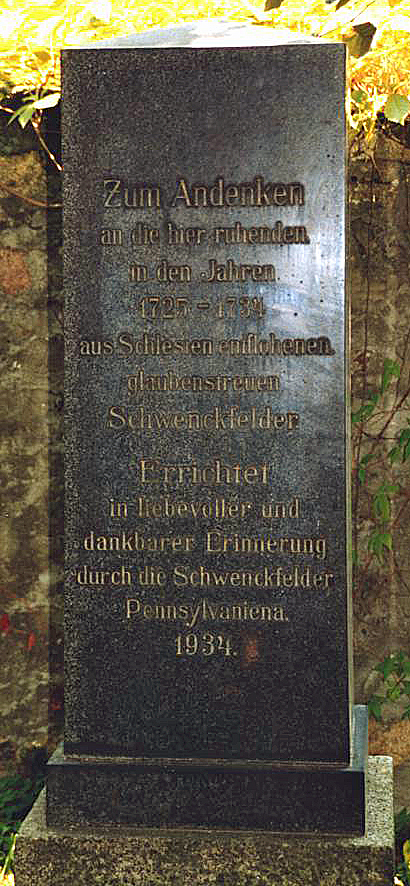 Zum Andenken
an die hier ruhenden
in den Jahren
1725-1734
aus Schlesien entflohenen
glaubenstreuen
Schwenckfelder
Errichtet
in liebevoller und
dankbarer Erinnerung
durch die Schwenckfelder
Pennsylvaniens.
1934.